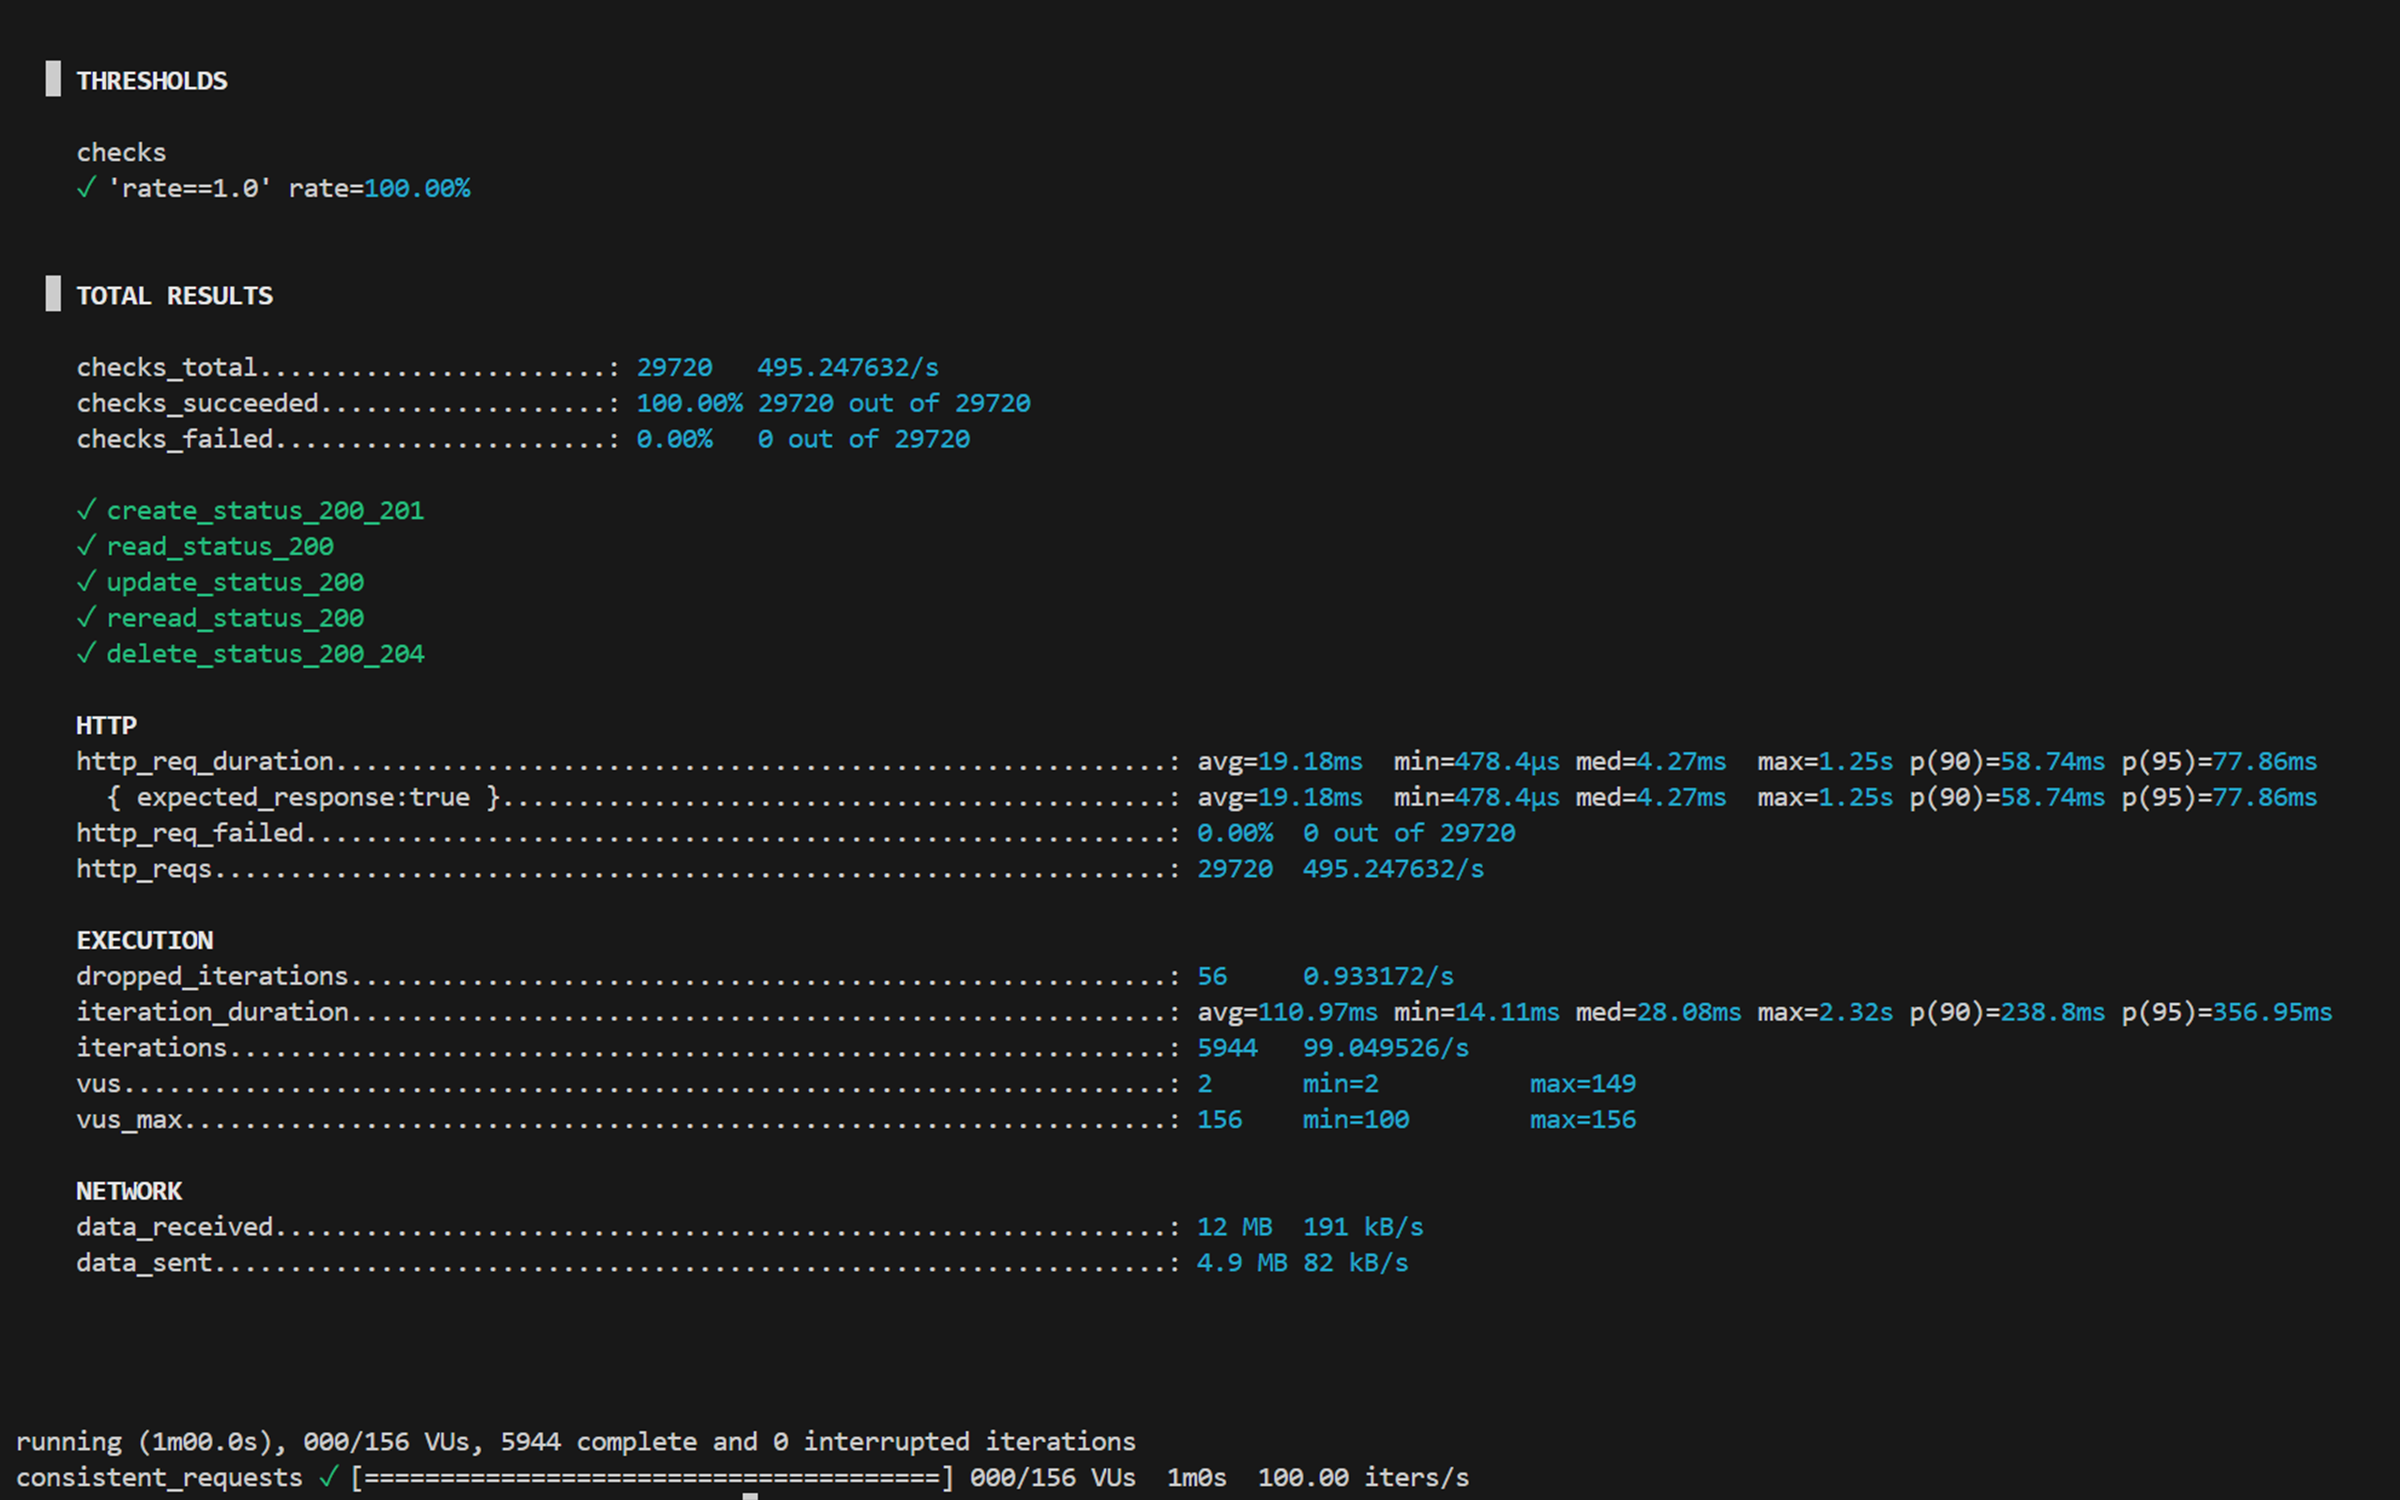 THRESHOLDS
checks
✓ 'rate==1.0' rate=100.00%
TOTAL RESULTS
checks_total.......................: 29720   495.247632/s
checks_succeeded...................: 100.00% 29720 out of 29720
checks_failed......................: 0.00%   0 out of 29720
✓ create_status_200_201
✓ read_status_200
✓ update_status_200
✓ reread_status_200
✓ delete_status_200_204
HTTP
http_req_duration.......................................................: avg=19.18ms  min=478.4µs med=4.27ms  max=1.25s p(90)=58.74ms p(95)=77.86ms
{ expected_response:true }............................................: avg=19.18ms  min=478.4µs med=4.27ms  max=1.25s p(90)=58.74ms p(95)=77.86ms
http_req_failed.........................................................: 0.00%  0 out of 29720
http_reqs...............................................................: 29720  495.247632/s
EXECUTION
dropped_iterations......................................................: 56     0.933172/s
iteration_duration......................................................: avg=110.97ms min=14.11ms med=28.08ms max=2.32s p(90)=238.8ms p(95)=356.95ms
iterations..............................................................: 5944   99.049526/s
vus.....................................................................: 2      min=2          max=149
vus_max.................................................................: 156    min=100        max=156
NETWORK
data_received...........................................................: 12 MB  191 kB/s
data_sent...............................................................: 4.9 MB 82 kB/s
running (1m00.0s), 000/156 VUs, 5944 complete and 0 interrupted iterations
consistent_requests ✓ [======================================] 000/156 VUs  1m0s  100.00 iters/s